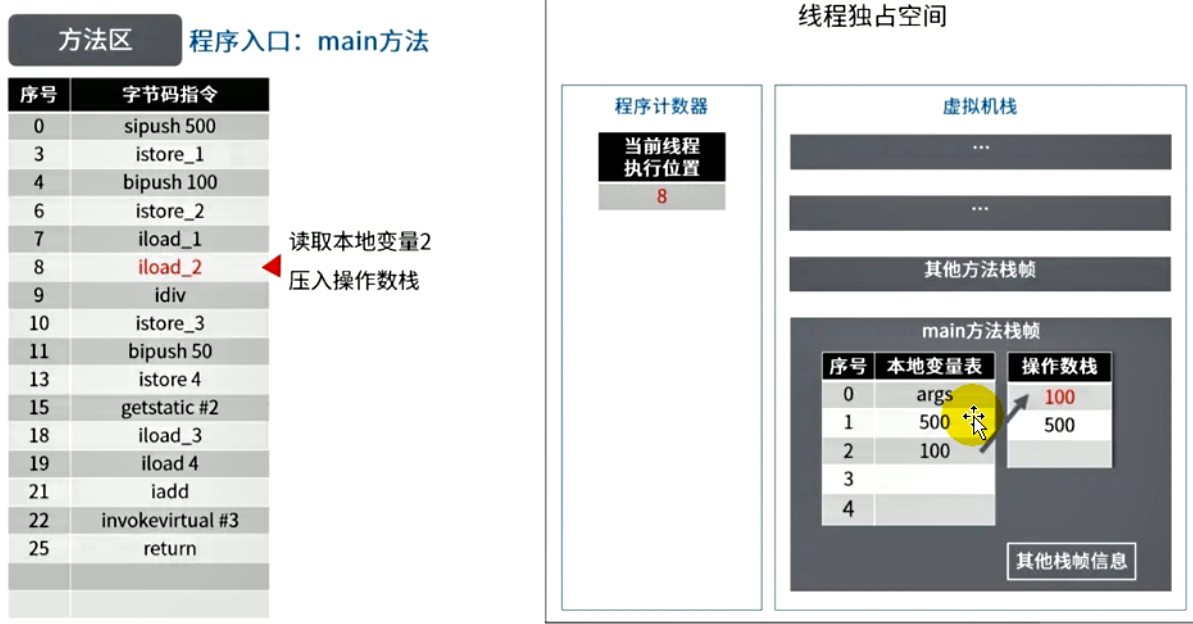 方法区 程序入口：main方法
序号 字节码指令
0 sipush 500
3 istore_1
4 bipush 100
6 istore_2
7 iload_1
8 iload_2
9 idiv
10 istore_3
11 bipush 50
13 istore 4
15 getstatic #2
18 iload_3
19 iload 4
21 iadd
22 invokevirtual #3
25 return
读取本地变量2
压入操作数栈
线程独占空间
程序计数器
当前线程
执行位置
8
虚拟机栈
...
...
其他方法栈帧
main方法栈帧
序号 本地变量表
0 args
1 500
2 100
3
4
操作数栈
100
500
其他栈帧信息